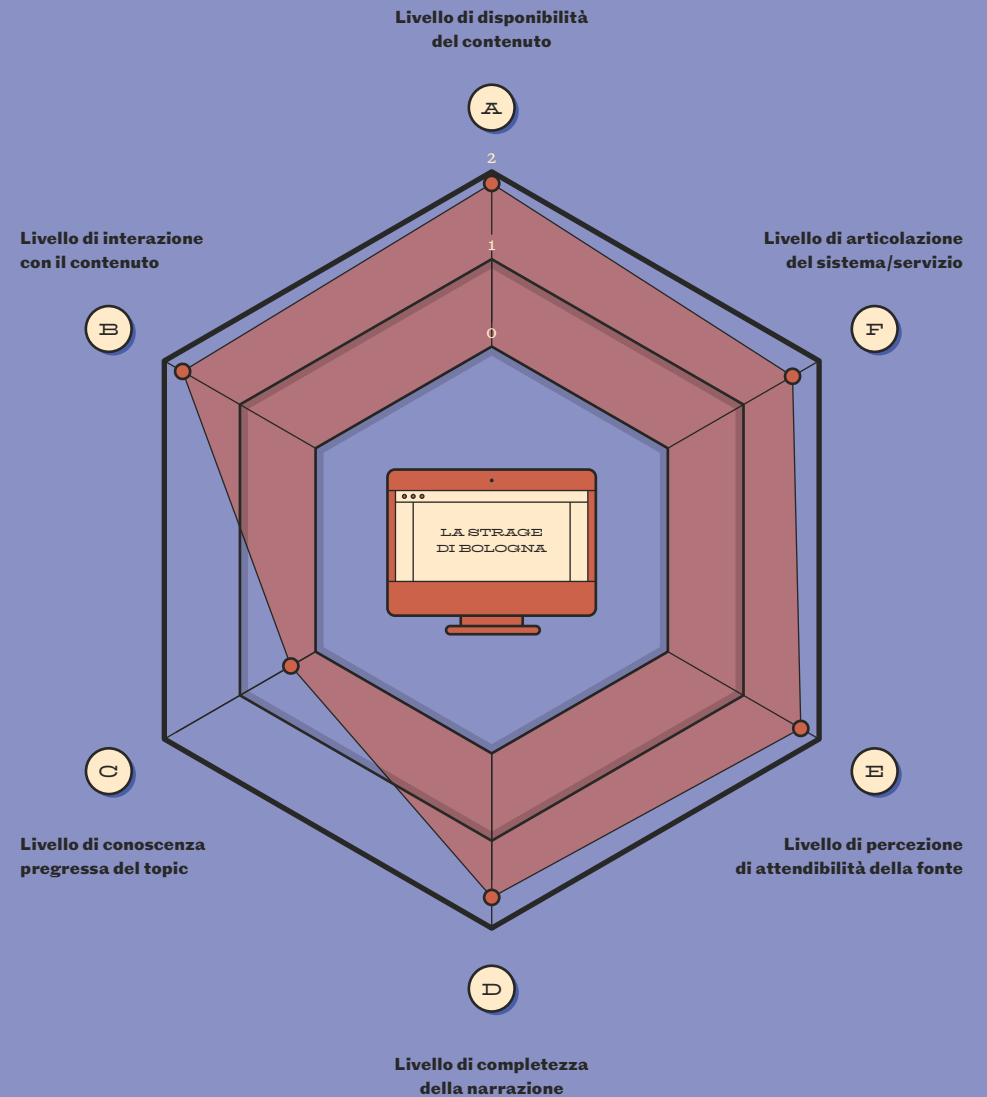 Livello di disponibilità
del contenuto
A
2
Livello di interazione
con il contenuto
Livello di articolazione
del sistema/servizio
1
B
F
0
LA STRAGE
DI BOLOGNA
C
E
Livello di conoscenza
pregressa del topic
Livello di percezione
di attendibilità della fonte
D
Livello di completezza
della narrazione